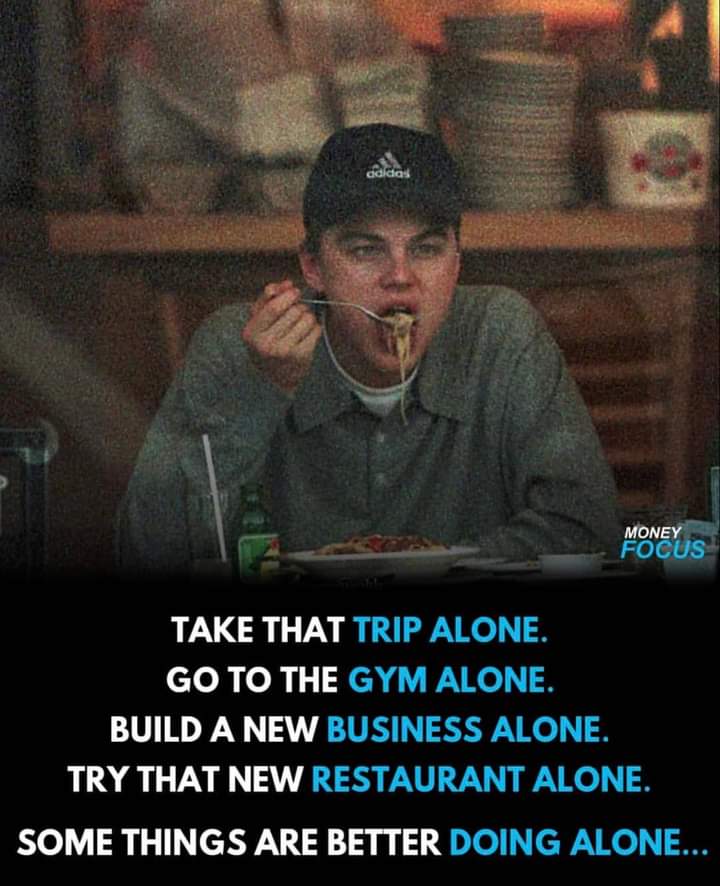 adidas
MONEY
FOCUS
TAKE THAT TRIP ALONE.
GO TO THE GYM ALONE.
BUILD A NEW BUSINESS ALONE.
TRY THAT NEW RESTAURANT ALONE.
SOME THINGS ARE BETTER DOING ALONE...